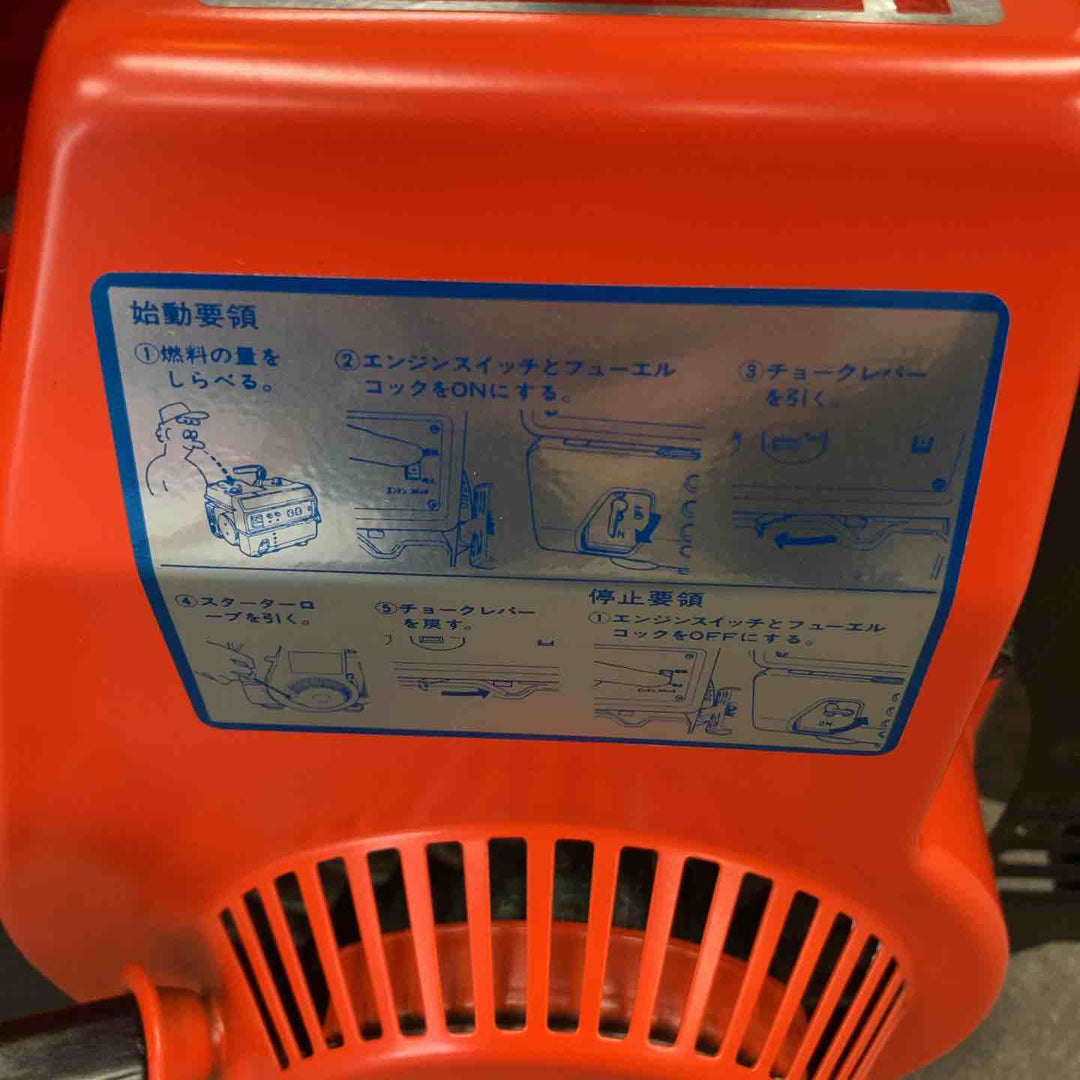 始動要領
①燃料の量を
しらべる。
②エンジンスイッチとフューエル
コックをONにする。
③チョークレバー
を引く。
④スターターロ
ープを引く。
⑤チョークレバー
を戻す。
停止要領
①エンジンスイッチとフューエル
コックをOFFにする。
ON